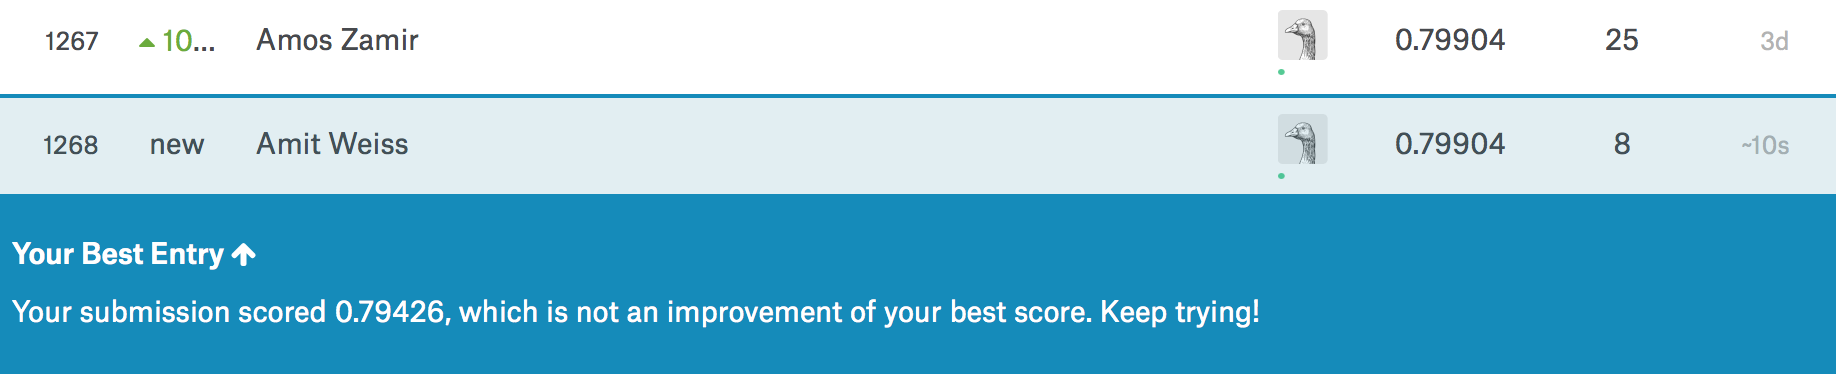 1267 10... Amos Zamir 0.79904 25 3d
1268 new Amit Weiss 0.79904 8 ~10s
Your Best Entry
Your submission scored 0.79426, which is not an improvement of your best score. Keep trying!